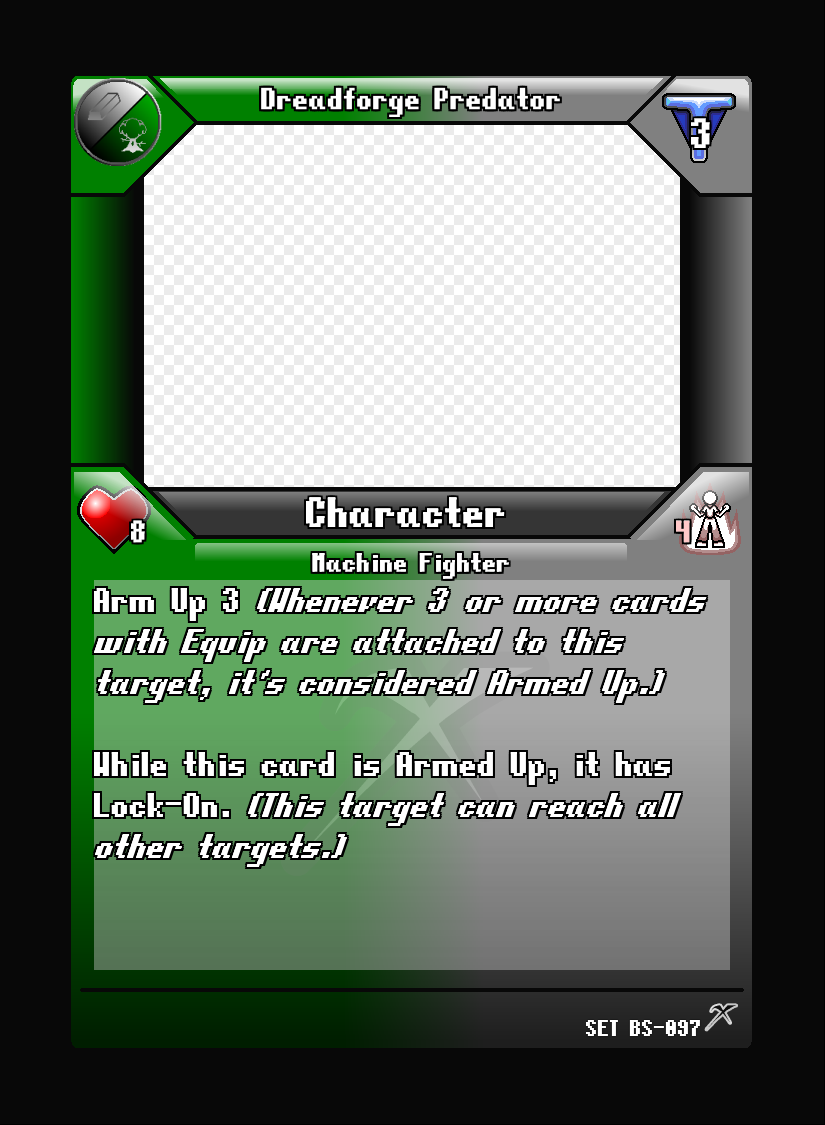 Dreadforge Predator
3
Character
8
4
Machine Fighter
Arm Up 3 (Whenever 3 or more cards
with Equip are attached to this
target, it's considered Armed Up.)
While this card is Armed Up, it has
Lock-On. (This target can reach all
other targets.)
SET BS-097